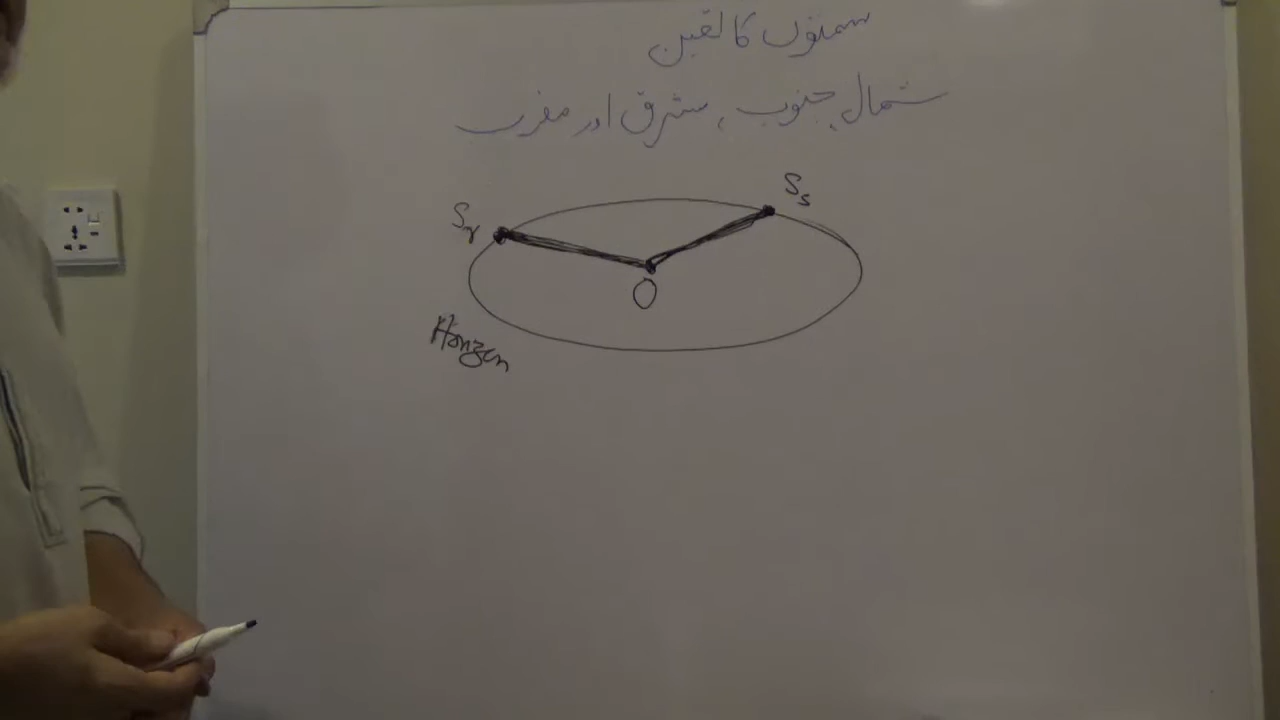 سمتوں کا تعین
شمال، جنوب، مشرق اور مغرب
Sr
Ss
O
Horizon